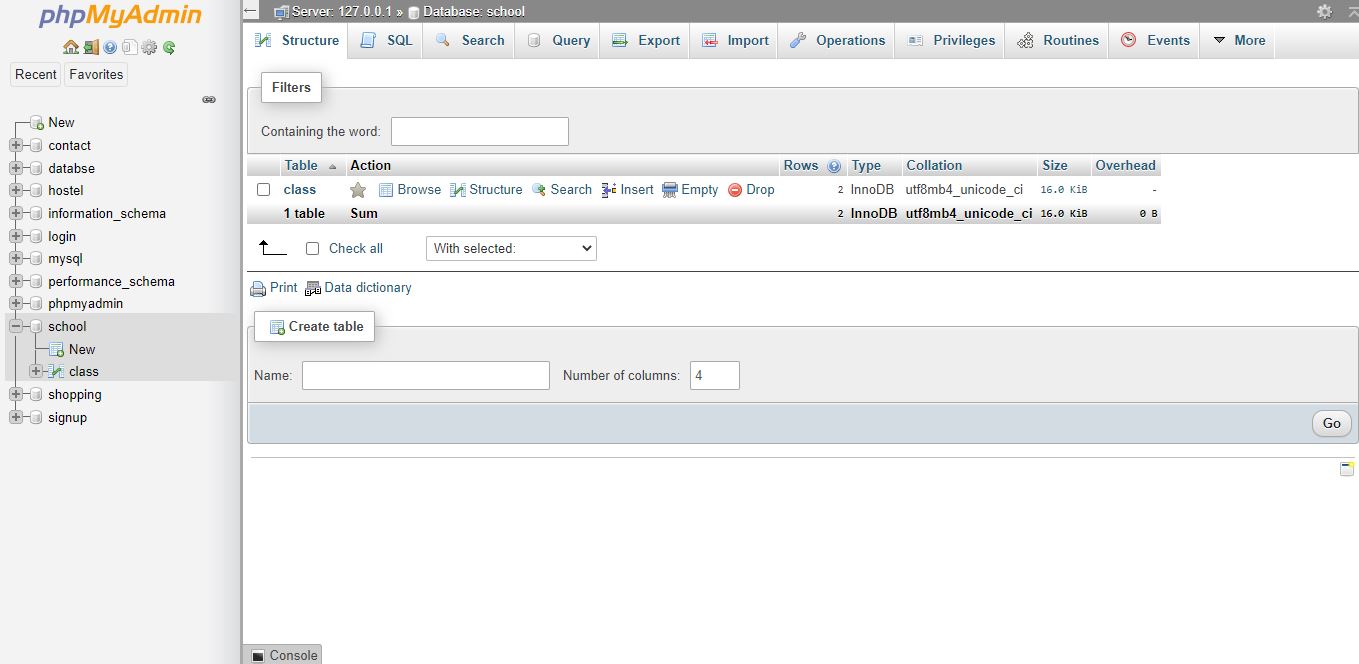 phpMyAdmin
Recent Favorites
New
contact
databse
hostel
information_schema
login
mysql
performance_schema
phpmyadmin
school
New
class
shopping
signup
Server: 127.0.0.1 » Database: school
Structure SQL Search Query Export Import Operations Privileges Routines Events More
Filters
Containing the word:
Table Action Rows Type Collation Size Overhead
class Browse Structure Search Insert Empty Drop 2 InnoDB utf8mb4_unicode_ci 16.0 KiB -
1 table Sum 2 InnoDB utf8mb4_unicode_ci 16.0 KiB 0 B
Check all With selected:
Print Data dictionary
Create table
Name: Number of columns: 4
Go
Console